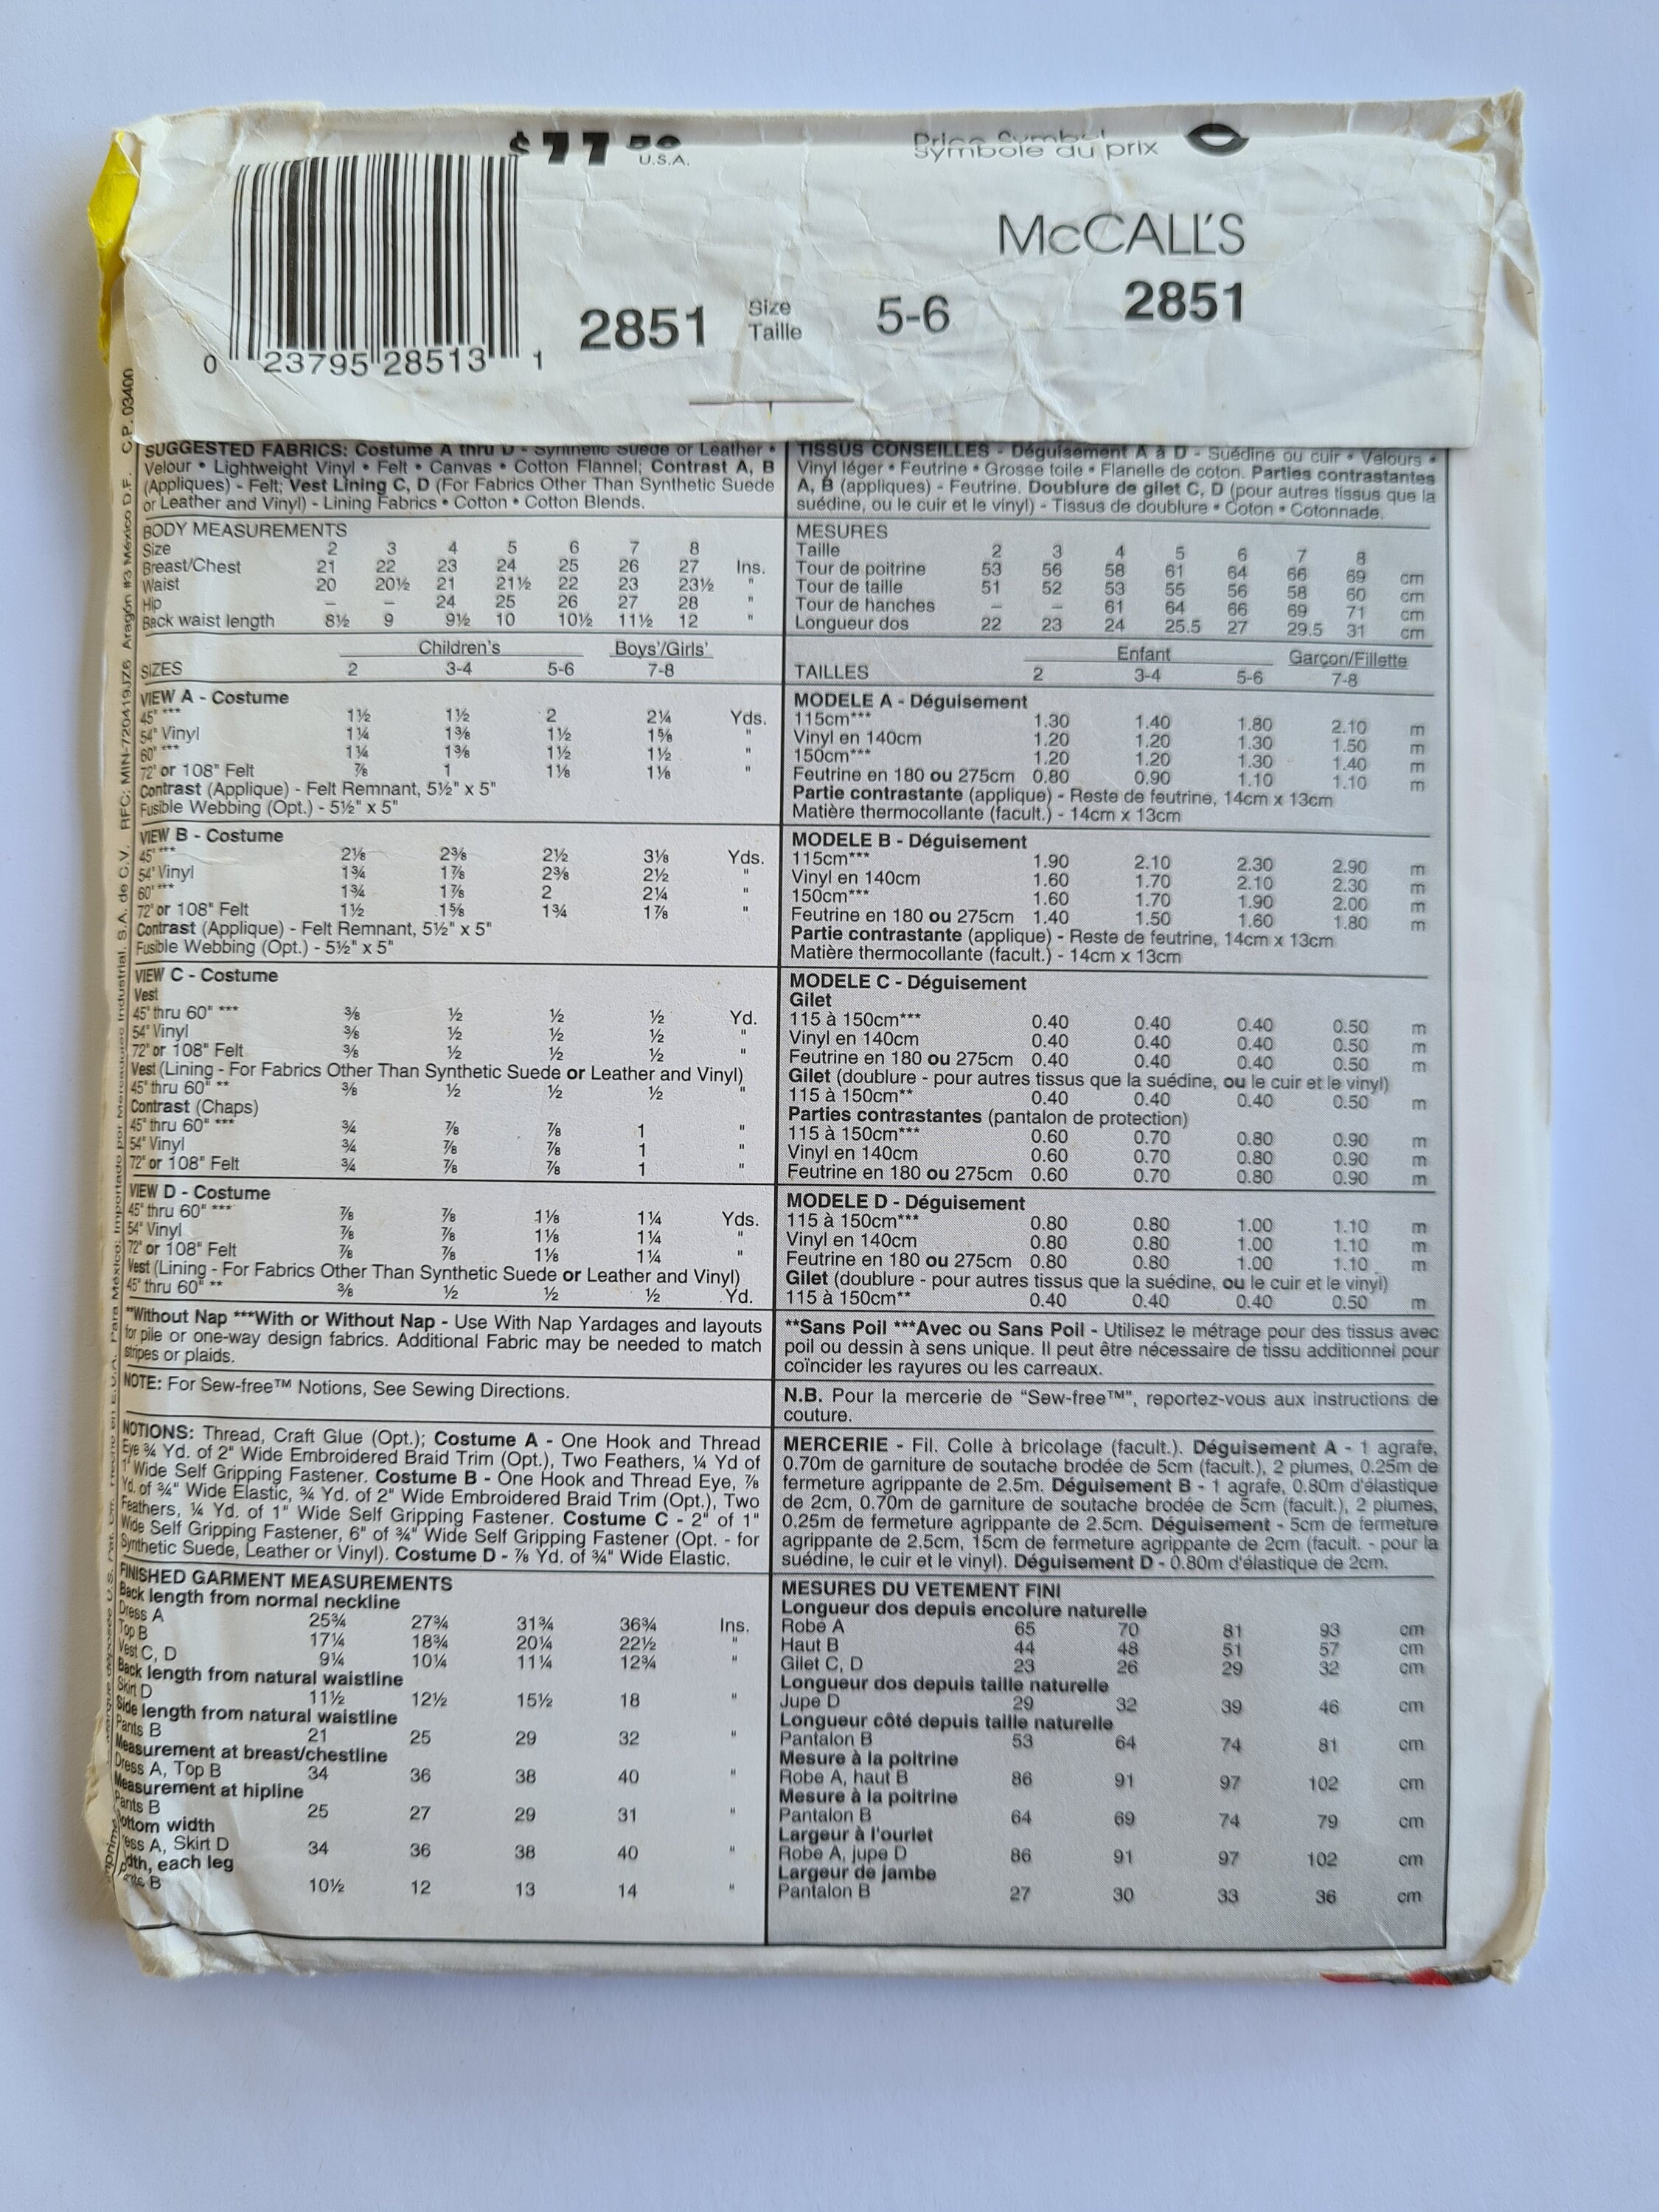 U.S.A.
Symbole du prix
McCALL'S
2851
2851
Size
Taille
5-6
0 23795 28513 1
SUGGESTED FABRICS: Costume A thru D - Synthetic Suede or Leather •
Velour • Lightweight Vinyl • Felt • Canvas • Cotton Flannel; Contrast A, B
(Appliques) - Felt; Vest Lining C, D (For Fabrics Other Than Synthetic Suede
or Leather and Vinyl) - Lining Fabrics • Cotton • Cotton Blends.
BODY MEASUREMENTS
Size 2 3 4 5 6 7 8
Breast/Chest 21 22 23 24 25 26 27 Ins.
Waist 20 20½ 21 21½ 22 23 23½ "
Hip – – 24 25 26 27 28 "
Back waist length 8½ 9 9½ 10 10½ 11½ 12 "
Children's Boys'/Girls'
SIZES 2 3-4 5-6 7-8
VIEW A - Costume
45" *** 1½ 1½ 2 2¼ Yds.
54" Vinyl 1¼ 1⅜ 1½ 1⅝ "
60" *** 1¼ 1⅜ 1½ 1½ "
72" or 108" Felt ⅞ 1 1⅛ 1⅛ "
Contrast (Applique) - Felt Remnant, 5½" x 5"
Fusible Webbing (Opt.) - 5½" x 5"
VIEW B - Costume
45" *** 2⅛ 2⅜ 2½ 3⅛ Yds.
54" Vinyl 1¾ 1⅞ 2⅜ 2½ "
60" *** 1¾ 1⅞ 2 2¼ "
72" or 108" Felt 1½ 1⅝ 1¾ 1⅞ "
Contrast (Applique) - Felt Remnant, 5½" x 5"
Fusible Webbing (Opt.) - 5½" x 5"
VIEW C - Costume
Vest
45" thru 60" *** ⅜ ½ ½ ½ Yd.
54" Vinyl ⅜ ½ ½ ½ "
72" or 108" Felt ⅜ ½ ½ ½ "
Vest (Lining - For Fabrics Other Than Synthetic Suede or Leather and Vinyl)
45" thru 60" ** ⅜ ½ ½ ½ "
Contrast (Chaps)
45" thru 60" *** ¾ ⅞ ⅞ 1 "
54" Vinyl ¾ ⅞ ⅞ 1 "
72" or 108" Felt ¾ ⅞ ⅞ 1 "
VIEW D - Costume
45" thru 60" *** ⅞ ⅞ 1⅛ 1¼ Yds.
54" Vinyl ⅞ ⅞ 1⅛ 1¼ "
72" or 108" Felt ⅞ ⅞ 1⅛ 1¼ "
Vest (Lining - For Fabrics Other Than Synthetic Suede or Leather and Vinyl)
45" thru 60" ** ⅜ ½ ½ ½ Yd.
**Without Nap ***With or Without Nap - Use With Nap Yardages and layouts
for pile or one-way design fabrics. Additional Fabric may be needed to match
stripes or plaids.
NOTE: For Sew-free™ Notions, See Sewing Directions.
NOTIONS: Thread, Craft Glue (Opt.); Costume A - One Hook and Thread
Eye ¾ Yd. of 2" Wide Embroidered Braid Trim (Opt.), Two Feathers, ¼ Yd of
1" Wide Self Gripping Fastener. Costume B - One Hook and Thread Eye, ⅞
Yd. of ¾" Wide Elastic, ¾ Yd. of 2" Wide Embroidered Braid Trim (Opt.), Two
Feathers, ¼ Yd. of 1" Wide Self Gripping Fastener. Costume C - 2" of 1"
Wide Self Gripping Fastener, 6" of ¾" Wide Self Gripping Fastener (Opt. - for
Synthetic Suede, Leather or Vinyl). Costume D - ⅞ Yd. of ¾" Wide Elastic.
FINISHED GARMENT MEASUREMENTS
Back length from normal neckline
Dress A 25¾ 27¾ 31¾ 36¾ Ins.
Top B 17¼ 18¾ 20¼ 22½ "
Vest C, D 9¼ 10¼ 11¼ 12¾ "
Back length from natural waistline
Skirt D 11½ 12½ 15½ 18 "
Side length from natural waistline
Pants B 21 25 29 32 "
Measurement at breast/chestline
Dress A, Top B 34 36 38 40 "
Measurement at hipline
Pants B 25 27 29 31 "
ottom width
ess A, Skirt D 34 36 38 40 "
dth, each leg
B 10½ 12 13 14 "
TISSUS CONSEILLES - Déguisement A à D - Suédine ou cuir • Velours •
Vinyl léger • Feutrine • Grosse toile • Flanelle de coton. Parties contrastantes
A, B (appliques) - Feutrine. Doublure de gilet C, D (pour autres tissus que la
suédine, ou le cuir et le vinyl) - Tissus de doublure • Coton • Cotonnade.
MESURES
Taille 2 3 4 5 6 7 8
Tour de poitrine 53 56 58 61 64 66 69 cm
Tour de taille 51 52 53 55 56 58 60 cm
Tour de hanches – – 61 64 66 69 71 cm
Longueur dos 22 23 24 25.5 27 29.5 31 cm
Enfant Garçon/Fillette
TAILLES 2 3-4 5-6 7-8
MODELE A - Déguisement
115cm*** 1.30 1.40 1.80 2.10 m
Vinyl en 140cm 1.20 1.20 1.30 1.50 m
150cm*** 1.20 1.20 1.30 1.40 m
Feutrine en 180 ou 275cm 0.80 0.90 1.10 1.10 m
Partie contrastante (applique) - Reste de feutrine, 14cm x 13cm
Matière thermocollante (facult.) - 14cm x 13cm
MODELE B - Déguisement
115cm*** 1.90 2.10 2.30 2.90 m
Vinyl en 140cm 1.60 1.70 2.10 2.30 m
150cm*** 1.60 1.70 1.90 2.00 m
Feutrine en 180 ou 275cm 1.40 1.50 1.60 1.80 m
Partie contrastante (applique) - Reste de feutrine, 14cm x 13cm
Matière thermocollante (facult.) - 14cm x 13cm
MODELE C - Déguisement
Gilet
115 à 150cm*** 0.40 0.40 0.40 0.50 m
Vinyl en 140cm 0.40 0.40 0.40 0.50 m
Feutrine en 180 ou 275cm 0.40 0.40 0.40 0.50 m
Gilet (doublure - pour autres tissus que la suédine, ou le cuir et le vinyl)
115 à 150cm** 0.40 0.40 0.40 0.50 m
Parties contrastantes (pantalon de protection)
115 à 150cm*** 0.60 0.70 0.80 0.90 m
Vinyl en 140cm 0.60 0.70 0.80 0.90 m
Feutrine en 180 ou 275cm 0.60 0.70 0.80 0.90 m
MODELE D - Déguisement
115 à 150cm*** 0.80 0.80 1.00 1.10 m
Vinyl en 140cm 0.80 0.80 1.00 1.10 m
Feutrine en 180 ou 275cm 0.80 0.80 1.00 1.10 m
Gilet (doublure - pour autres tissus que la suédine, ou le cuir et le vinyl)
115 à 150cm** 0.40 0.40 0.40 0.50 m
**Sans Poil ***Avec ou Sans Poil - Utilisez le métrage pour des tissus avec
poil ou dessin à sens unique. Il peut être nécessaire de tissu additionnel pour
coïncider les rayures ou les carreaux.
N.B. Pour la mercerie de “Sew-free™”, reportez-vous aux instructions de
couture.
MERCERIE - Fil. Colle à bricolage (facult.). Déguisement A - 1 agrafe,
0.70m de garniture de soutache brodée de 5cm (facult.), 2 plumes, 0.25m de
fermeture agrippante de 2.5m. Déguisement B - 1 agrafe, 0.80m d'élastique
de 2cm, 0.70m de garniture de soutache brodée de 5cm (facult.), 2 plumes,
0.25m de fermeture agrippante de 2.5cm. Déguisement - 5cm de fermeture
agrippante de 2.5cm, 15cm de fermeture agrippante de 2cm (facult. - pour la
suédine, le cuir et le vinyl). Déguisement D - 0.80m d'élastique de 2cm.
MESURES DU VETEMENT FINI
Longueur dos depuis encolure naturelle
Robe A 65 70 81 93 cm
Haut B 44 48 51 57 cm
Gilet C, D 23 26 29 32 cm
Longueur dos depuis taille naturelle
Jupe D 29 32 39 46 cm
Longueur côté depuis taille naturelle
Pantalon B 53 64 74 81 cm
Mesure à la poitrine
Robe A, haut B 86 91 97 102 cm
Mesure à la poitrine
Pantalon B 64 69 74 79 cm
Largeur à l'ourlet
Robe A, jupe D 86 91 97 102 cm
Largeur de jambe
Pantalon B 27 30 33 36 cm
Para México: Importado por Mercadotecnie Industrial, S.A. de C.V. RFC: MINI-720419JZ6 Aragón #3 México D.F. C.P. 03400